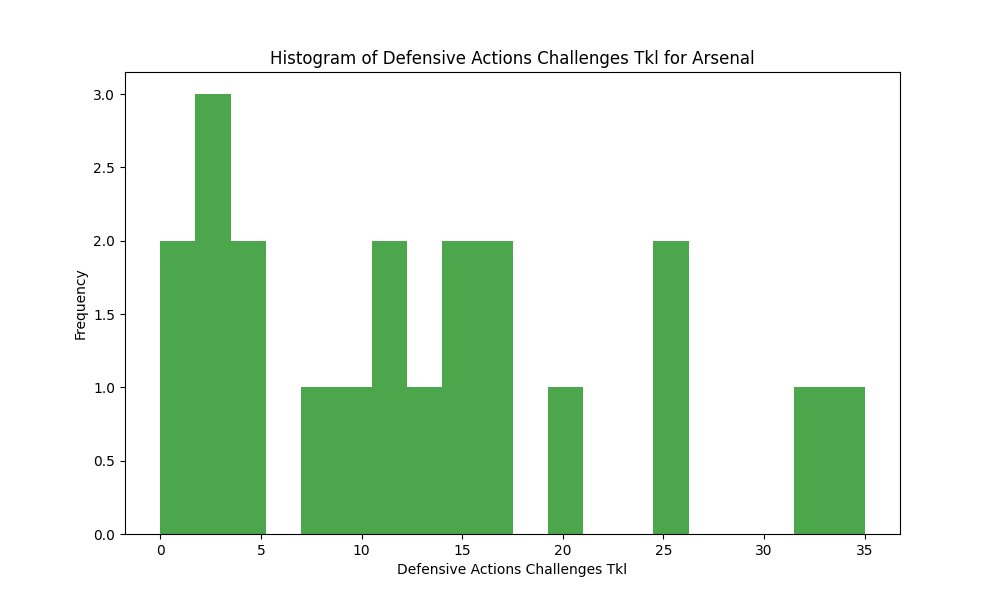 Histogram of Defensive Actions Challenges Tkl for Arsenal
3.0
2.5
2.0
1.5
1.0
0.5
0.0
Frequency
0 5 10 15 20 25 30 35
Defensive Actions Challenges Tkl